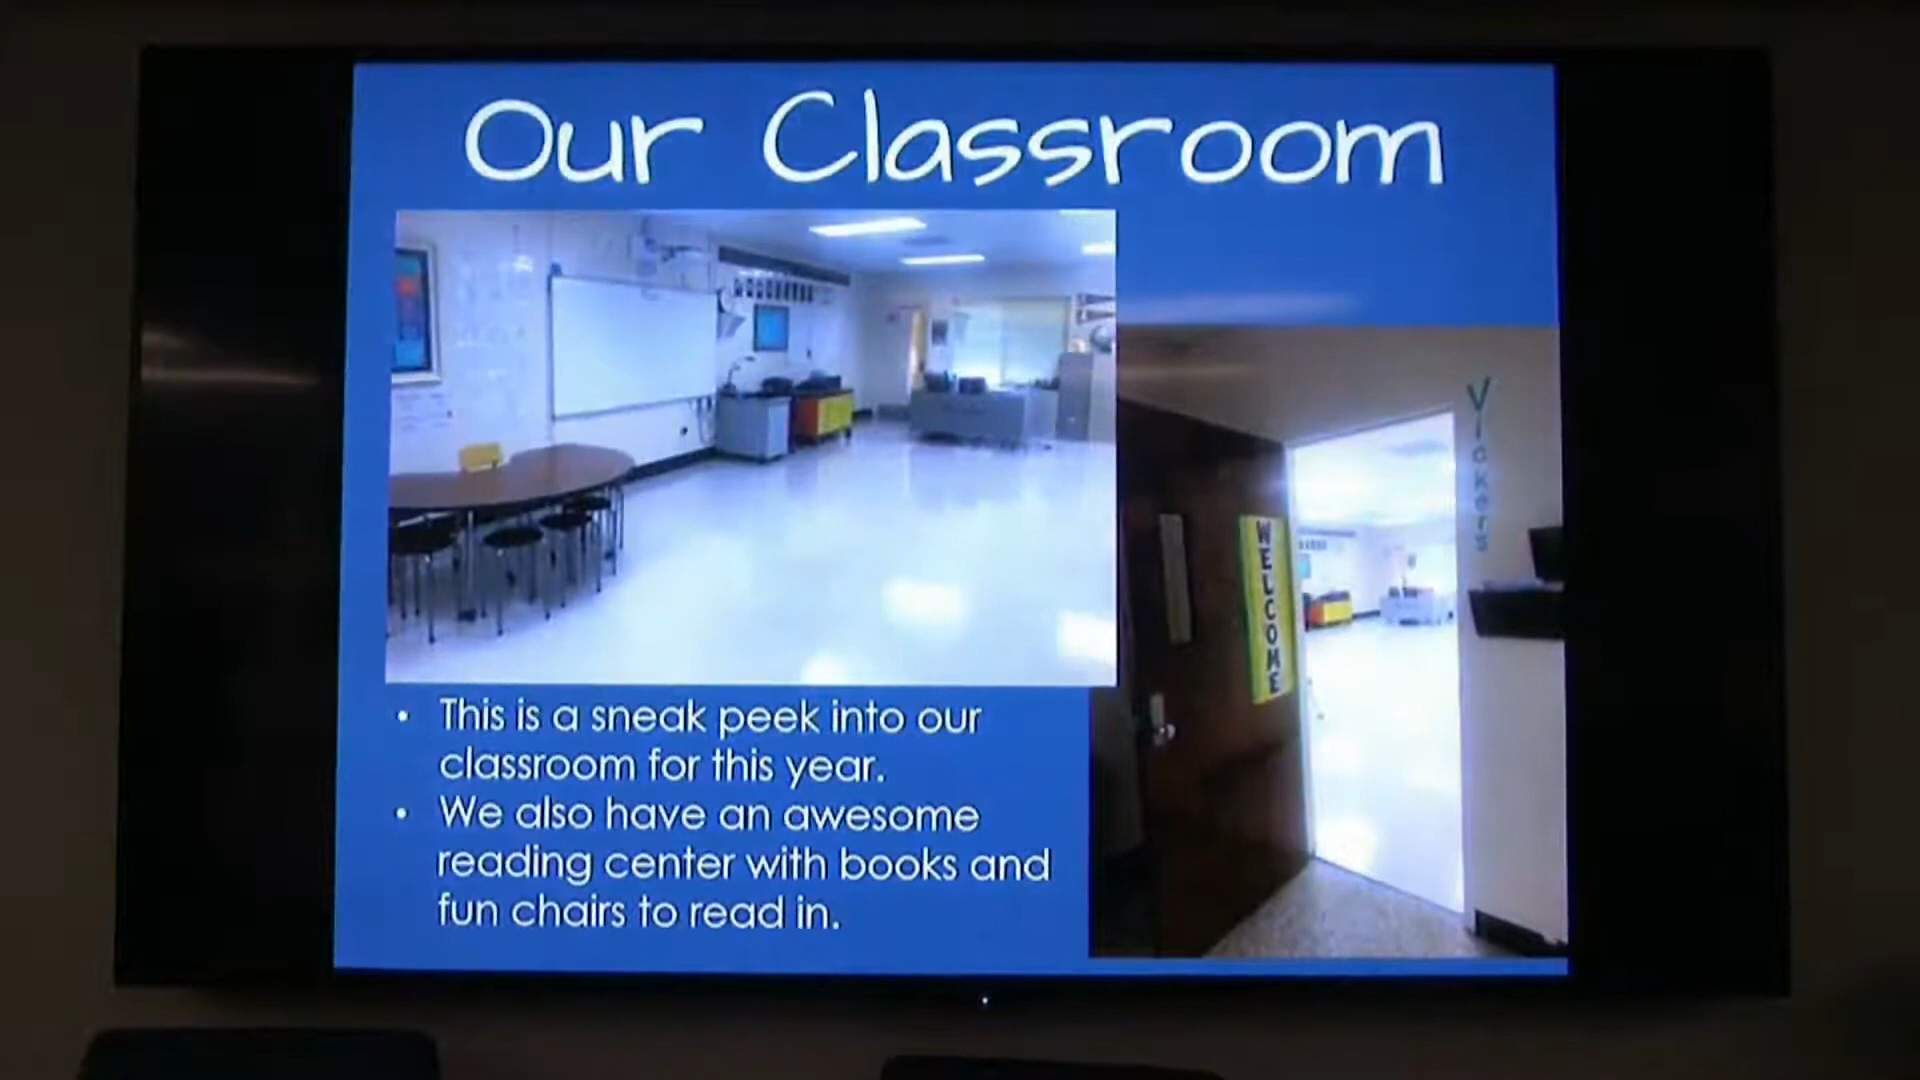 Our Classroom
This is a sneak peek into our
classroom for this year.
We also have an awesome
reading center with books and
fun chairs to read in.
WELCOME